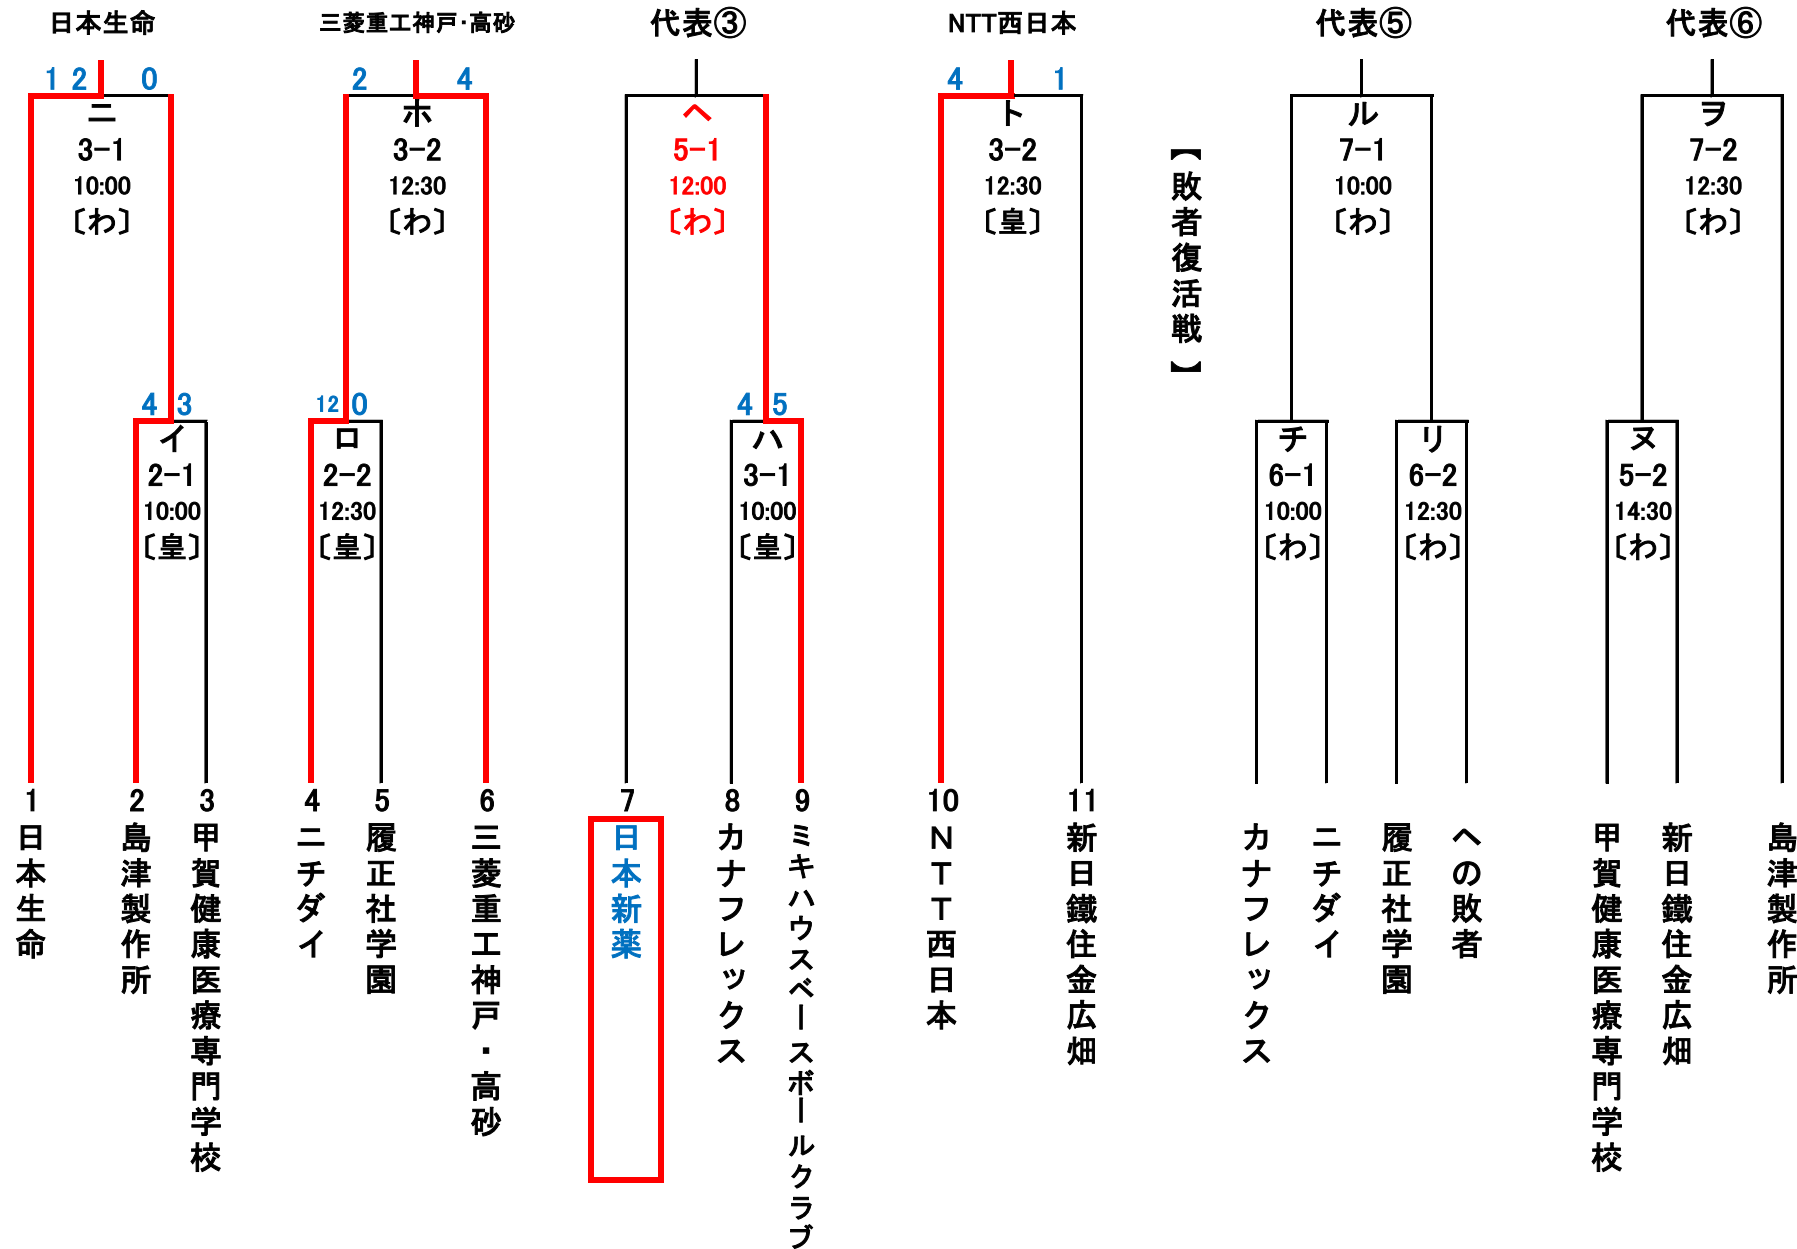 日本生命
三菱重工神戸・高砂
代表③
NTT西日本
代表⑤
代表⑥
12 0
2 4
4 1
ニ
3-1
10:00
〔わ〕
ホ
3-2
12:30
〔わ〕
ヘ
5-1
12:00
〔わ〕
ト
3-2
12:30
〔皇〕
【敗者復活戦】
ル
7-1
10:00
〔わ〕
ヲ
7-2
12:30
〔わ〕
4 3
イ
2-1
10:00
〔皇〕
12 0
ロ
2-2
12:30
〔皇〕
4 5
ハ
3-1
10:00
〔皇〕
チ
6-1
10:00
〔わ〕
リ
6-2
12:30
〔わ〕
ヌ
5-2
14:30
〔わ〕
1
日本生命
2
島津製作所
3
甲賀健康医療専門学校
4
ニチダイ
5
履正社学園
6
三菱重工神戸・高砂
7
日本新薬
8
カナフレックス
9
ミキハウスベースボールクラブ
10
NTT西日本
11
新日鐵住金広畑
カナフレックス
ニチダイ
履正社学園
への敗者
甲賀健康医療専門学校
新日鐵住金広畑
島津製作所